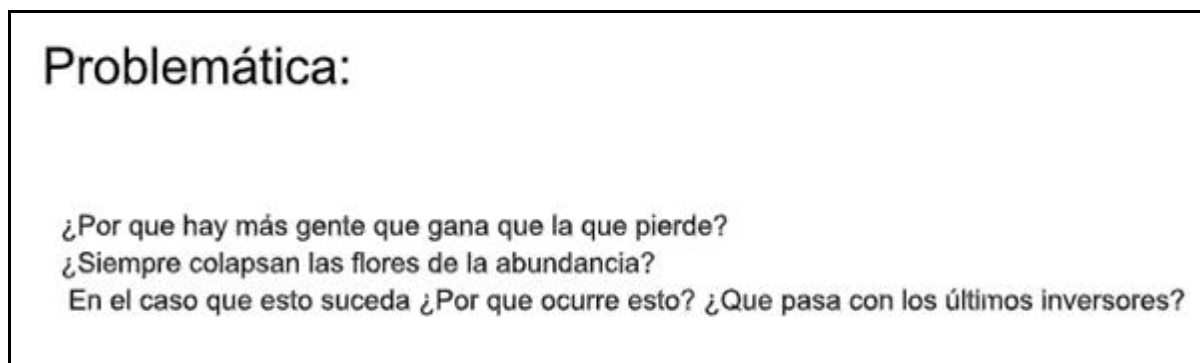 Problemática:
¿Por que hay más gente que gana que la que pierde?
¿Siempre colapsan las flores de la abundancia?
En el caso que esto suceda ¿Por que ocurre esto? ¿Que pasa con los últimos inversores?